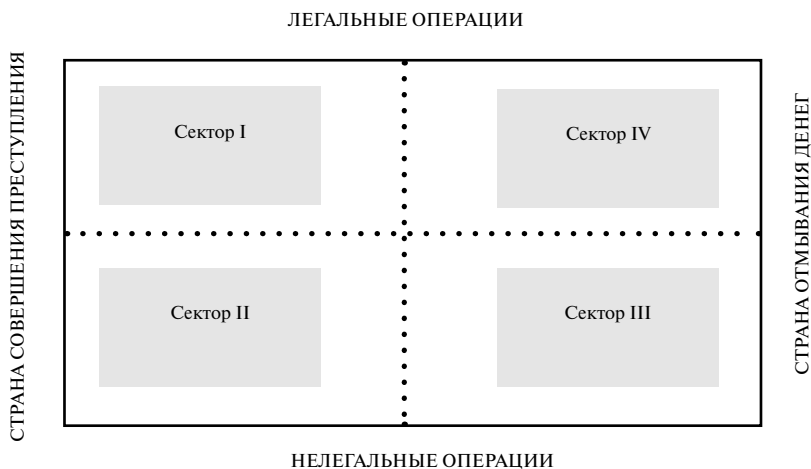 ЛЕГАЛЬНЫЕ ОПЕРАЦИИ
СТРАНА СОВЕРШЕНИЯ ПРЕСТУПЛЕНИЯ
Сектор I
Сектор IV
СТРАНА ОТМЫВАНИЯ ДЕНЕГ
Сектор II
Сектор III
НЕЛЕГАЛЬНЫЕ ОПЕРАЦИИ